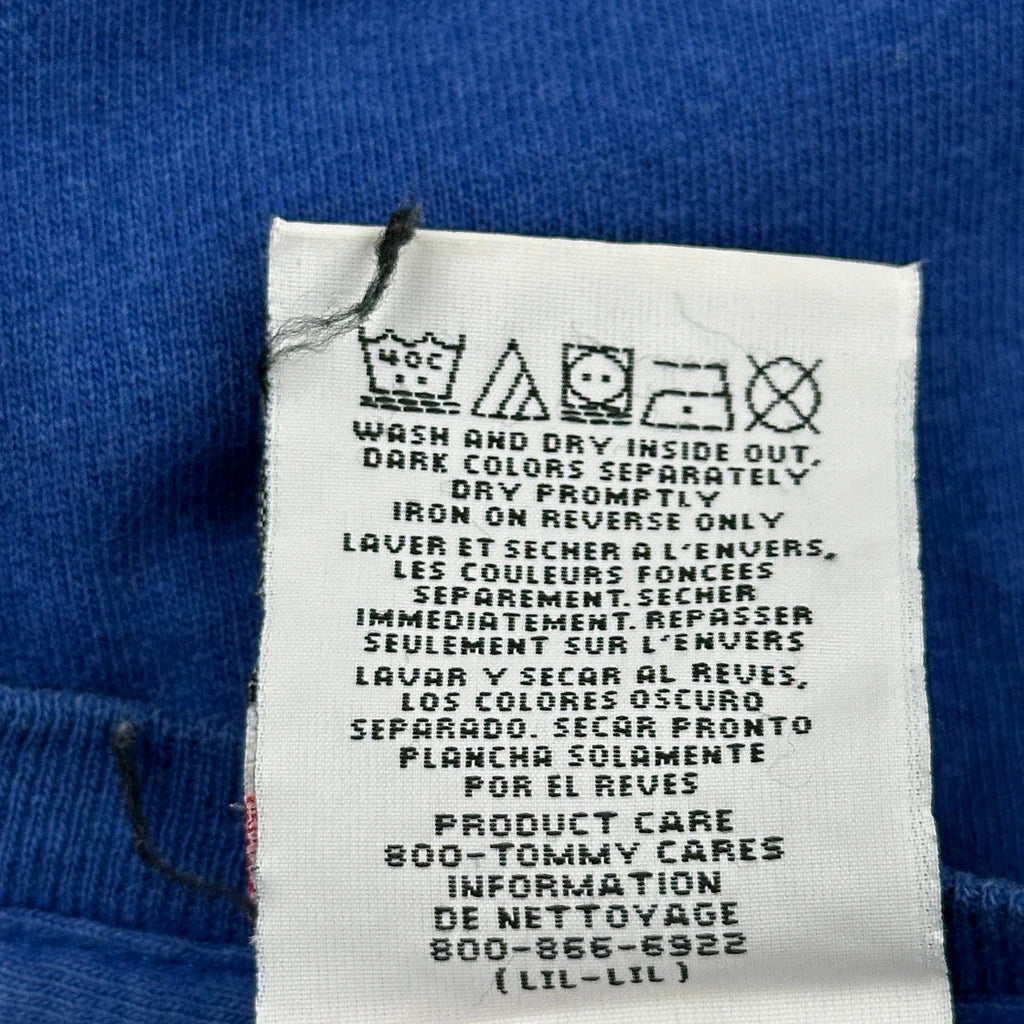 40C
WASH AND DRY INSIDE OUT.
DARK COLORS SEPARATELY
DRY PROMPTLY
IRON ON REVERSE ONLY
LAVER ET SECHER A L'ENVERS.
LES COULEURS FONCEES
SEPAREMENT. SECHER
IMMEDIATEMENT. REPASSER
SEULEMENT SUR L'ENVERS
LAVAR Y SECAR AL REVES.
LOS COLORES OSCURO
SEPARADO. SECAR PRONTO
PLANCHA SOLAMENTE
POR EL REVES
PRODUCT CARE
800-TOMMY CARES
INFORMATION
DE NETTOYAGE
800-866-6922
(LIL-LIL)